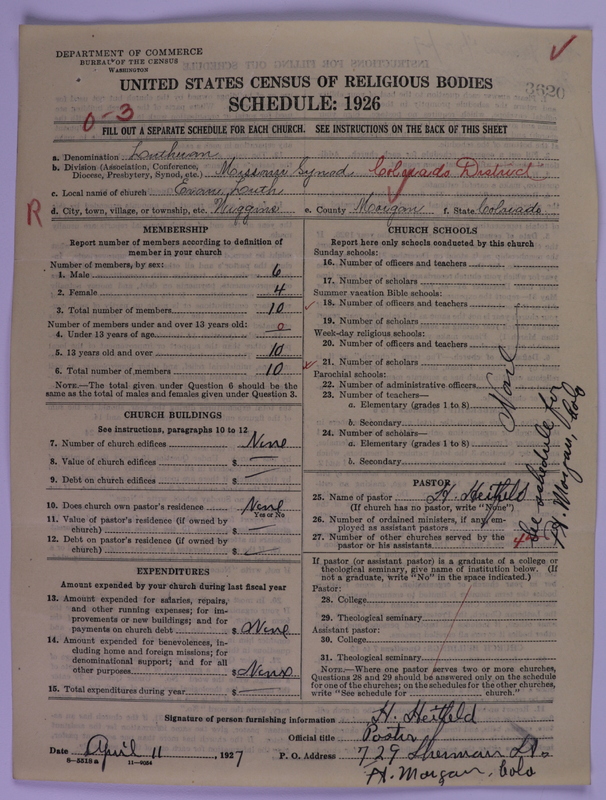 DEPARTMENT OF COMMERCE
BUREAU OF THE CENSUS
WASHINGTON
UNITED STATES CENSUS OF RELIGIOUS BODIES
SCHEDULE: 1926
3620
0-3
FILL OUT A SEPARATE SCHEDULE FOR EACH CHURCH. SEE INSTRUCTIONS ON THE BACK OF THIS SHEET
a. Denomination Lutheran
b. Division (Association, Conference, Diocese, Presbytery, Synod, etc.) Missouri Synod Colorado District
c. Local name of church Evang. Luth
R
d. City, town, village, or township, etc. Wiggins e. County Morgan f. State Colorado
MEMBERSHIP
Report number of members according to definition of
member in your church
Number of members, by sex:
1. Male 6
2. Female 4
3. Total number of members 10
Number of members under and over 13 years old:
4. Under 13 years of age 0
5. 13 years old and over 10
6. Total number of members 10
NOTE.—The total given under Question 6 should be the
same as the total of males and females given under Question 3.
CHURCH BUILDINGS
See instructions, paragraphs 10 to 12
7. Number of church edifices None
8. Value of church edifices $ —
9. Debt on church edifices $ —
10. Does church own pastor's residence None
Yes or No
11. Value of pastor's residence (if owned by
church) $ —
12. Debt on pastor's residence (if owned by
church) $ —
EXPENDITURES
Amount expended by your church during last fiscal year
13. Amount expended for salaries, repairs,
and other running expenses; for im-
provements or new buildings; and for
payments on church debt $ None
14. Amount expended for benevolences, in-
cluding home and foreign missions; for
denominational support; and for all
other purposes $ None
15. Total expenditures during year $ —
CHURCH SCHOOLS
Report here only schools conducted by this church
Sunday schools:
16. Number of officers and teachers
17. Number of scholars
Summer vacation Bible schools:
18. Number of officers and teachers
19. Number of scholars
Week-day religious schools:
20. Number of officers and teachers
21. Number of scholars
Parochial schools:
22. Number of administrative officers
23. Number of teachers—
a. Elementary (grades 1 to 8)
b. Secondary
24. Number of scholars—
a. Elementary (grades 1 to 8)
b. Secondary
None
PASTOR
25. Name of pastor H. Heitfeld
(If church has no pastor, write "None")
26. Number of ordained ministers, if any, em-
ployed as assistant pastors
27. Number of other churches served by the
pastor or his assistants
schedule for
Ft. Morgan, Colo
If pastor (or assistant pastor) is a graduate of a college or
theological seminary, give name of institution below. (If
not a graduate, write "No" in the space indicated.)
Pastor:
28. College
29. Theological seminary
Assistant pastor:
30. College
31. Theological seminary
NOTE.—Where one pastor serves two or more churches,
Questions 28 and 29 should be answered only on the schedule
for one of the churches; on the schedules for the other churches,
write "See schedule for ______ church."
Signature of person furnishing information H. Heitfeld
Official title Pastor
Date April 11, 1927 P. O. Address 729 Sherman St.
Ft. Morgan, Colo
8—5518 a 11—9034